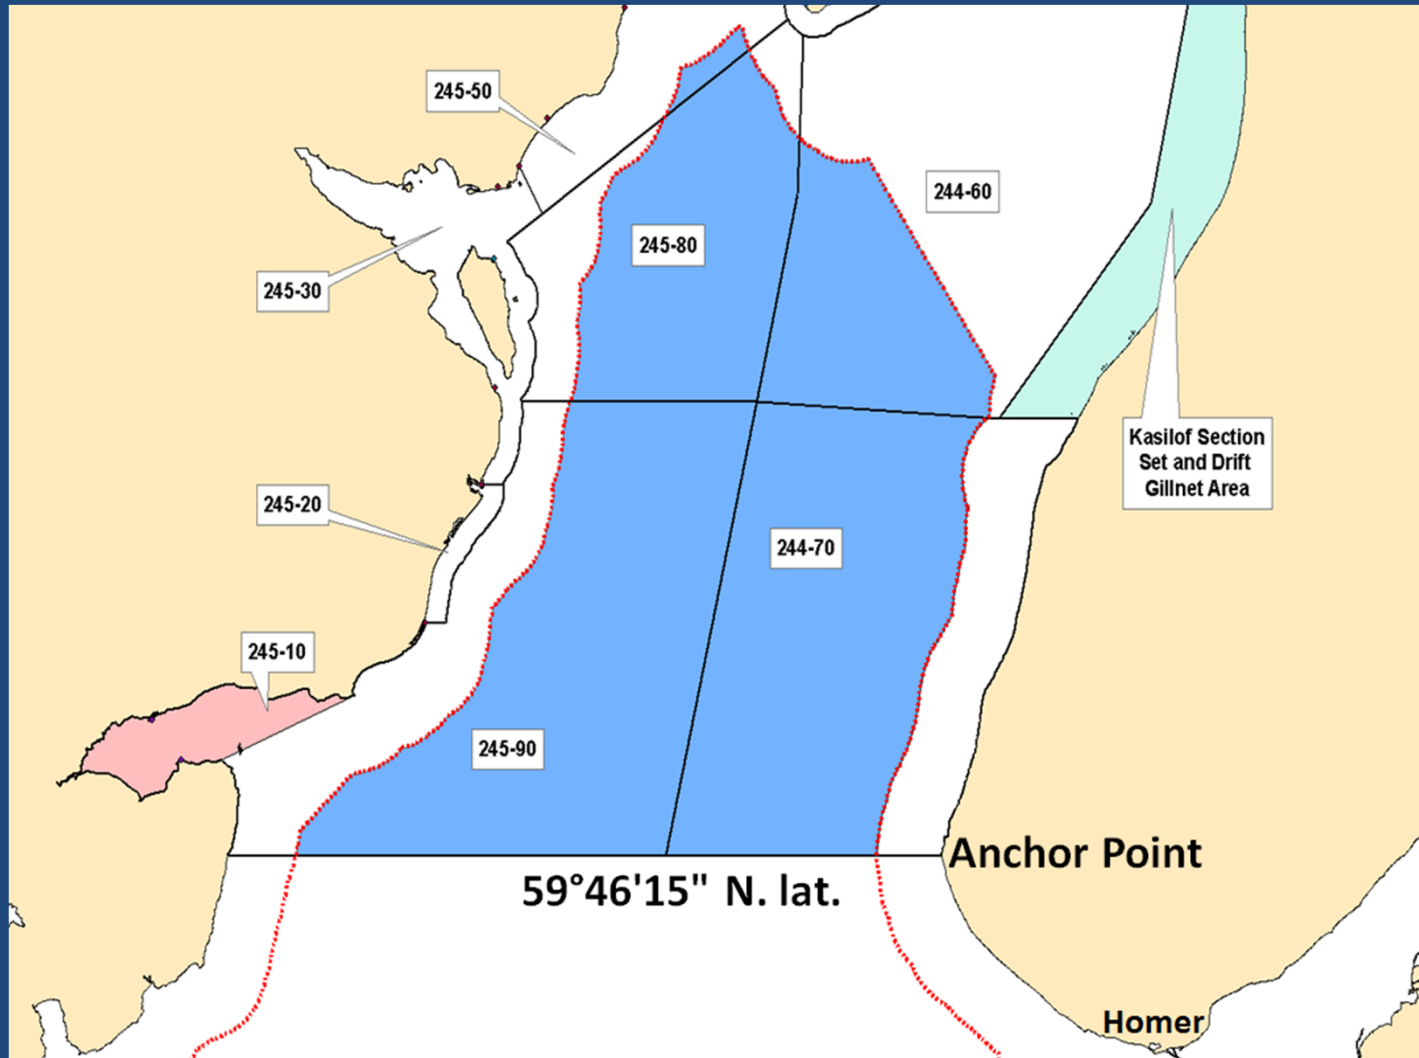 245-50
244-60
245-80
245-30
Kasilof Section
Set and Drift
Gillnet Area
245-20
244-70
245-10
245-90
Anchor Point
59°46'15" N. lat.
Homer